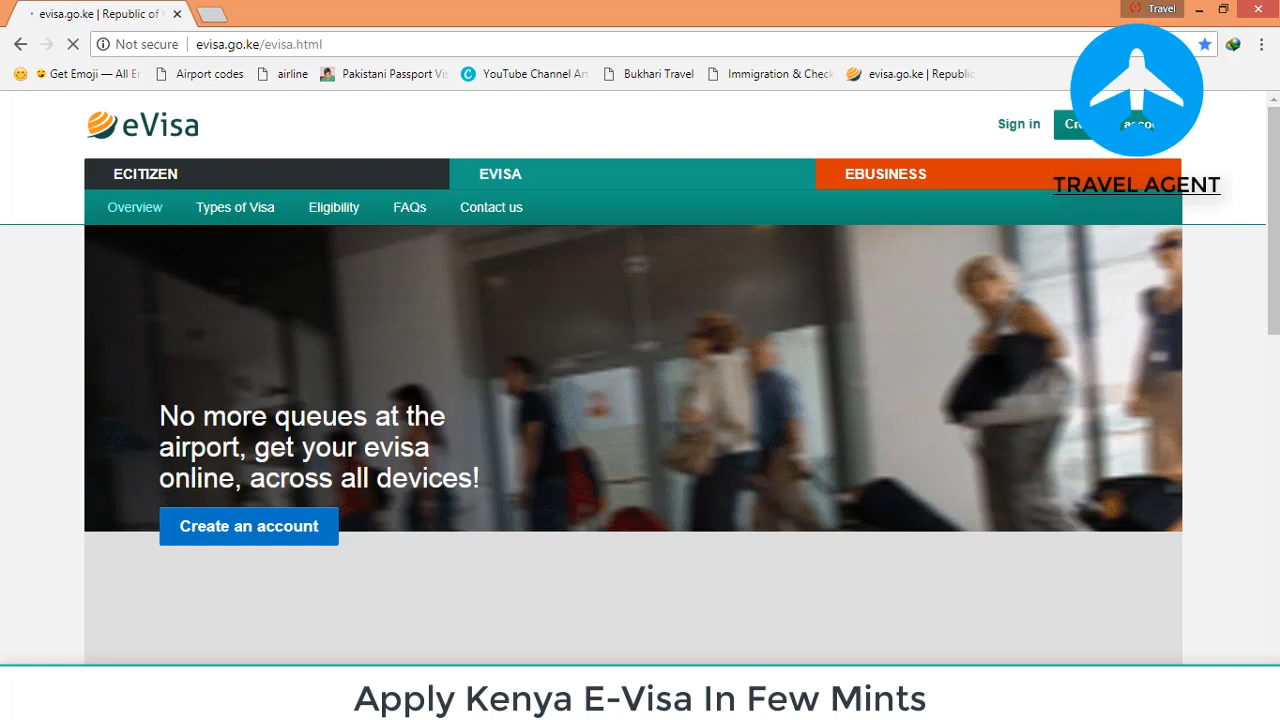 evisa.go.ke | Republic of
Travel
Not secure evisa.go.ke/evisa.html
Get Emoji — All E
Airport codes
airline
Pakistani Passport Vis
YouTube Channel Art
Bukhari Travel
Immigration & Check
evisa.go.ke | Republic
eVisa
Sign in
ECITIZEN
EVISA
EBUSINESS
TRAVEL AGENT
Overview
Types of Visa
Eligibility
FAQs
Contact us
No more queues at the
airport, get your evisa
online, across all devices!
Create an account
Apply Kenya E-Visa In Few Mints